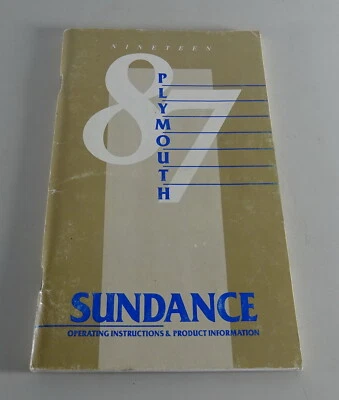 NINETEEN
87
PLYMOUTH
SUNDANCE
OPERATING INSTRUCTIONS & PRODUCT INFORMATION